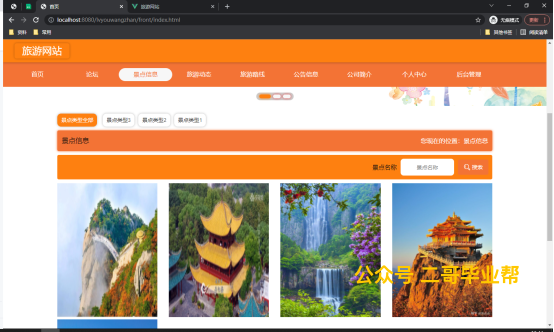 首页
旅游网站
localhost:8080/lvyouwangzhan/front/index.html
无痕模式
更新
资料
常用
其他书签
阅读清单
旅游网站
首页
论坛
景点信息
旅游动态
旅游路线
公告信息
公司简介
个人中心
后台管理
景点类型全部
景点类型3
景点类型2
景点类型1
景点信息
您现在的位置：景点信息
景点名称
景点名称
搜索
公众号 二哥毕业帮